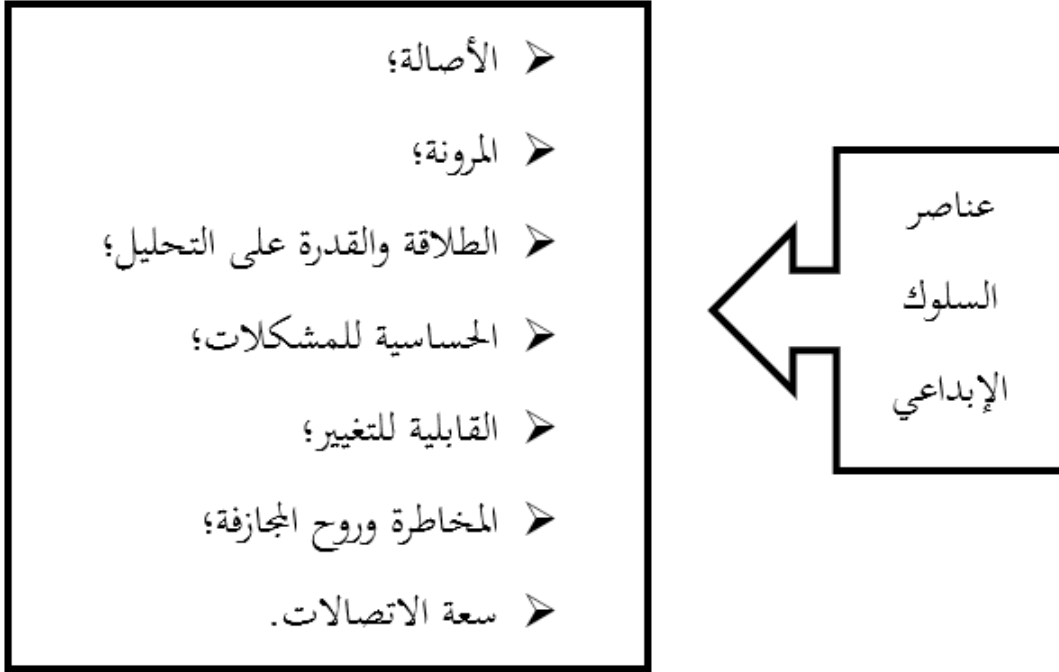 عناصر
السلوك
الإبداعي
الأصالة؛
المرونة؛
الطلاقة والقدرة على التحليل؛
الحساسية للمشكلات؛
القابلية للتغيير؛
المخاطرة وروح المجازفة؛
سعة الاتصالات.